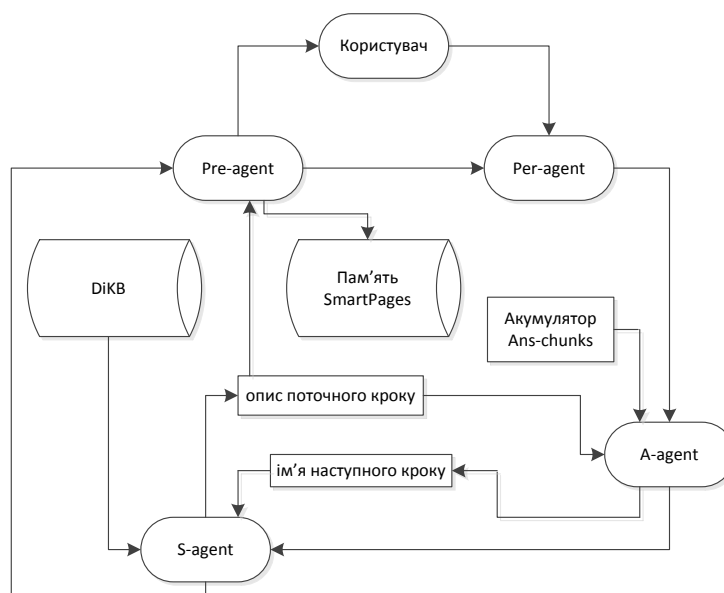 Користувач
Pre-agent
Per-agent
DiKB
Пам’ять
SmartPages
Акумулятор
Ans-chunks
опис поточного кроку
A-agent
ім’я наступного кроку
S-agent